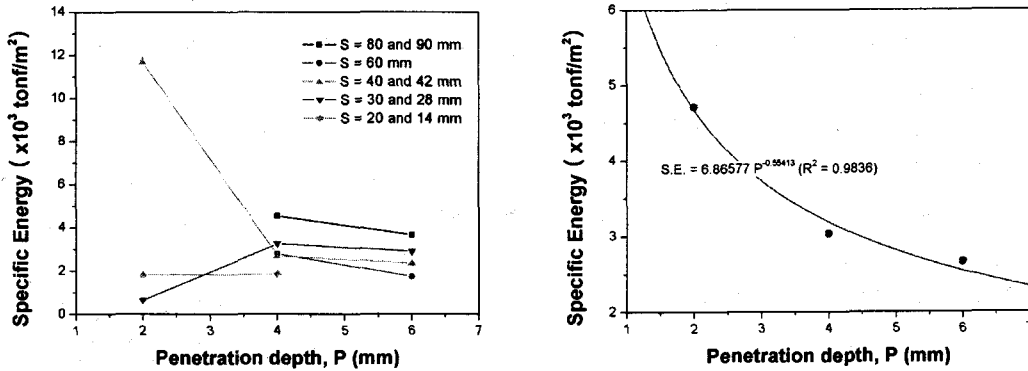 Specific Energy ( x10³ tonf/m²)
14
12
10
8
6
4
2
0
S = 80 and 90 mm
S = 60 mm
S = 40 and 42 mm
S = 30 and 28 mm
S = 20 and 14 mm
1 2 3 4 5 6 7
Penetration depth, P (mm)
Specific Energy ( x10³ tonf/m²)
6
5
4
3
2
S.E. = 6.86577 P^-0.55413 (R² = 0.9836)
1 2 3 4 5 6
Penetration depth, P (mm)